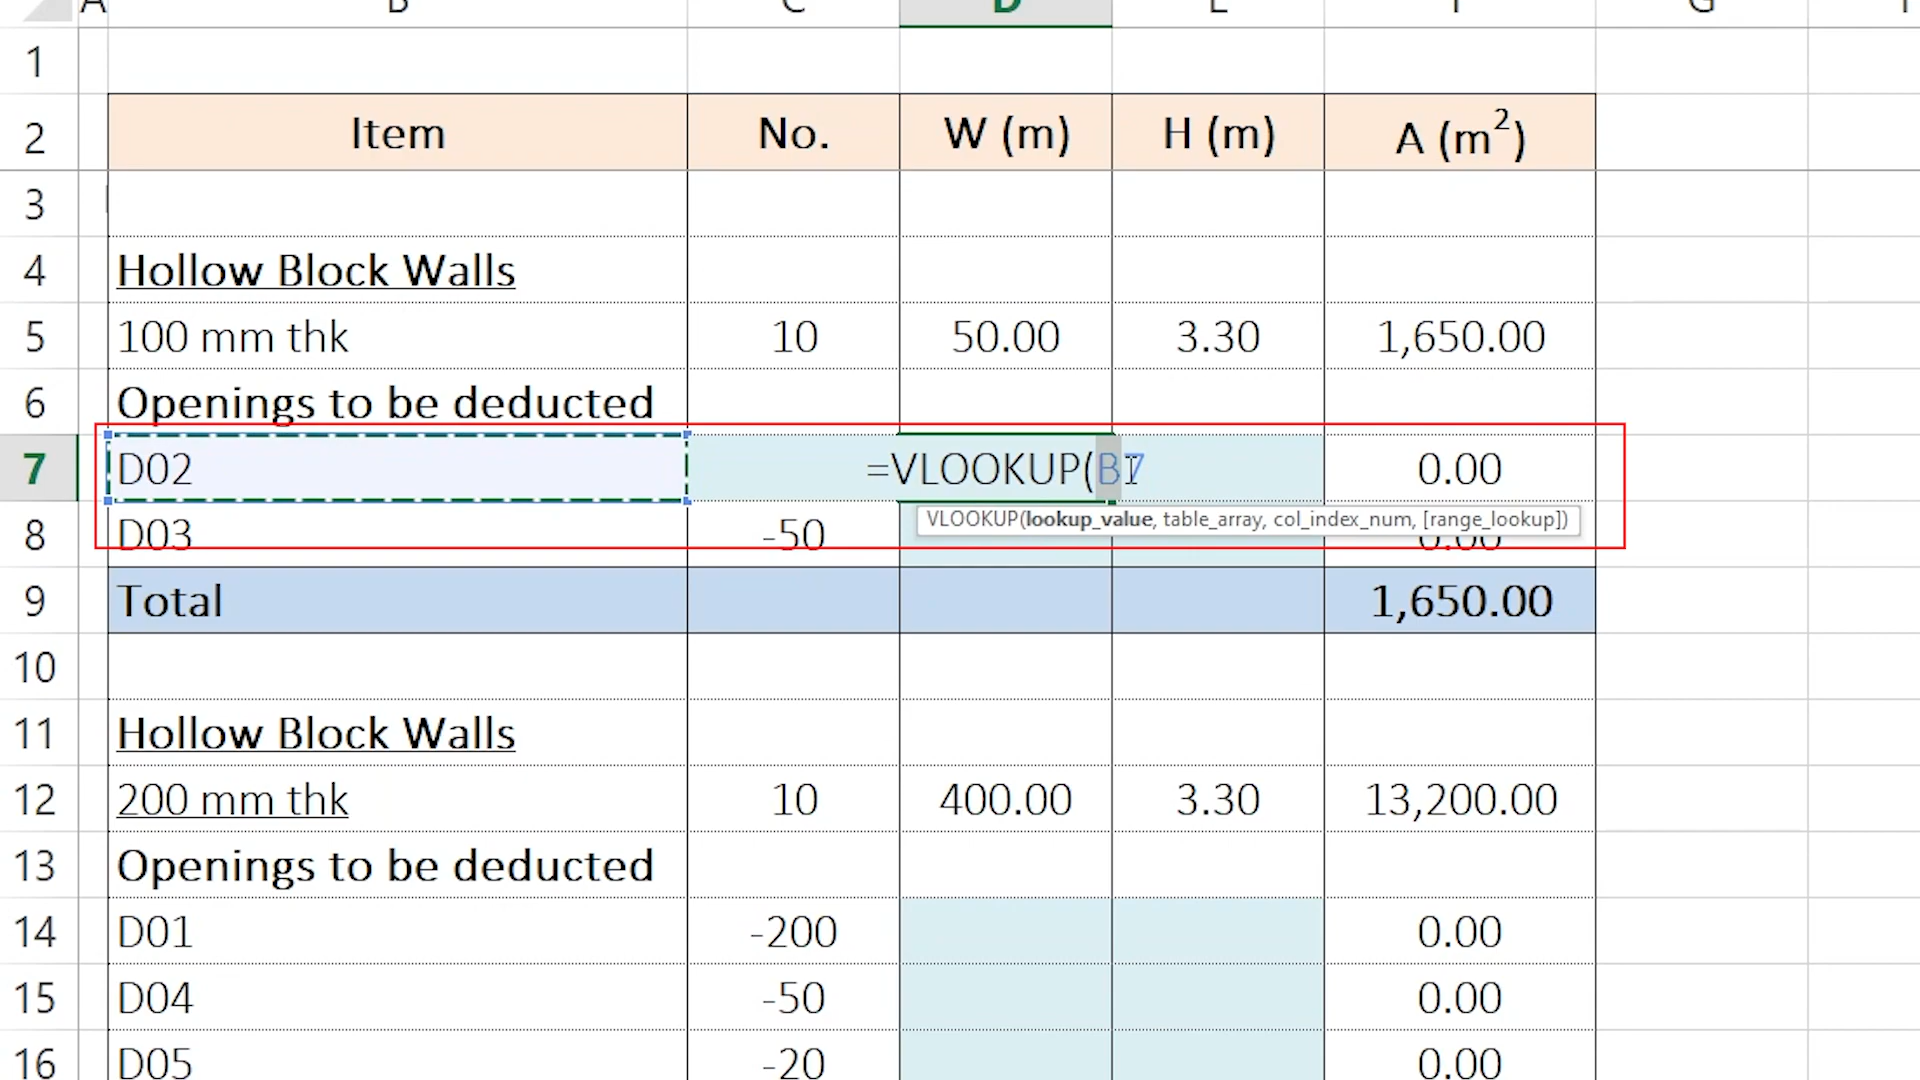 A B C D E F G
1
2 Item No. W (m) H (m) A (m²)
3
4 Hollow Block Walls
5 100 mm thk 10 50.00 3.30 1,650.00
6 Openings to be deducted
7 D02 =VLOOKUP(B7 0.00
VLOOKUP(lookup_value, table_array, col_index_num, [range_lookup])
8 D03 -50 0.00
9 Total 1,650.00
10
11 Hollow Block Walls
12 200 mm thk 10 400.00 3.30 13,200.00
13 Openings to be deducted
14 D01 -200 0.00
15 D04 -50 0.00
16 D05 -20 0.00